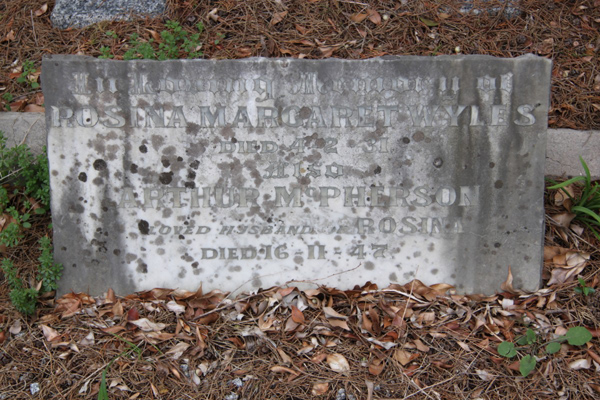 In Loving Memory of
ROSINA MARGARET WYLES
DIED 4-2-31
ALSO
ARTHUR McPHERSON
LOVED HUSBAND OF ROSINA
DIED 16-11-47